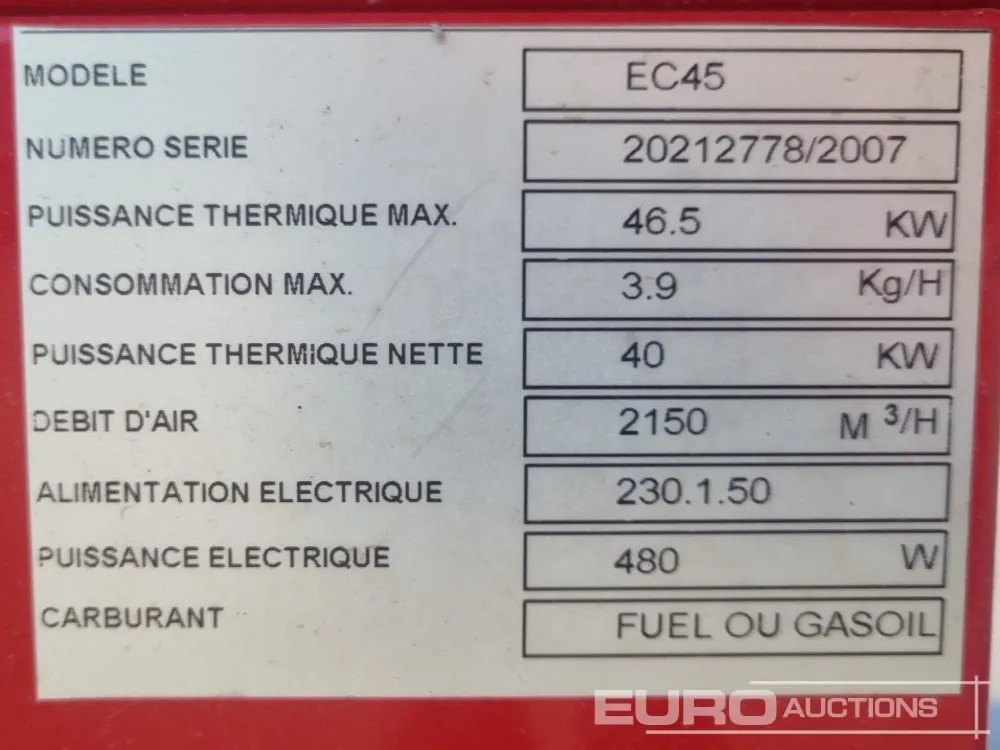 MODELE EC45
NUMERO SERIE 20212778/2007
PUISSANCE THERMIQUE MAX. 46.5 KW
CONSOMMATION MAX. 3.9 Kg/H
PUISSANCE THERMIQUE NETTE 40 KW
DEBIT D'AIR 2150 M ³/H
ALIMENTATION ELECTRIQUE 230.1.50
PUISSANCE ELECTRIQUE 480 W
CARBURANT FUEL OU GASOIL
EURO AUCTIONS